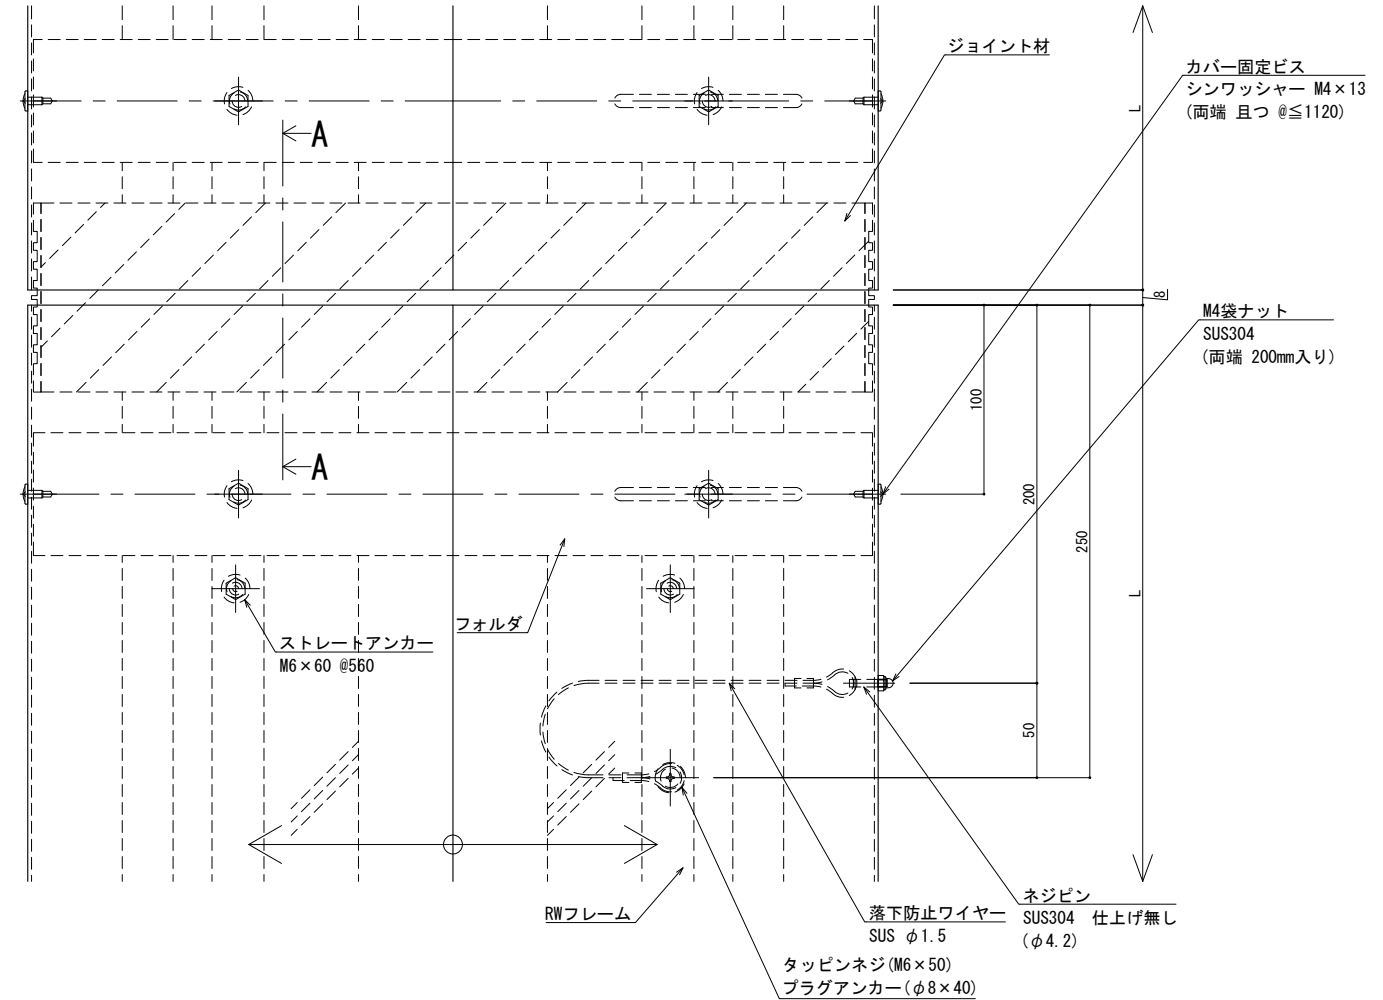 ジョイント材
カバー固定ビス
シンワッシャー M4×13
(両端 且つ @≦1120)
L
A
8
M4袋ナット
SUS304
(両端 200mm入り)
100
A
200
250
L
ストレートアンカー
M6×60 @560
フォルダ
50
RWフレーム
落下防止ワイヤー
SUS φ1.5
ネジピン
SUS304 仕上げ無し
(φ4.2)
タッピンネジ(M6×50)
プラグアンカー(φ8×40)